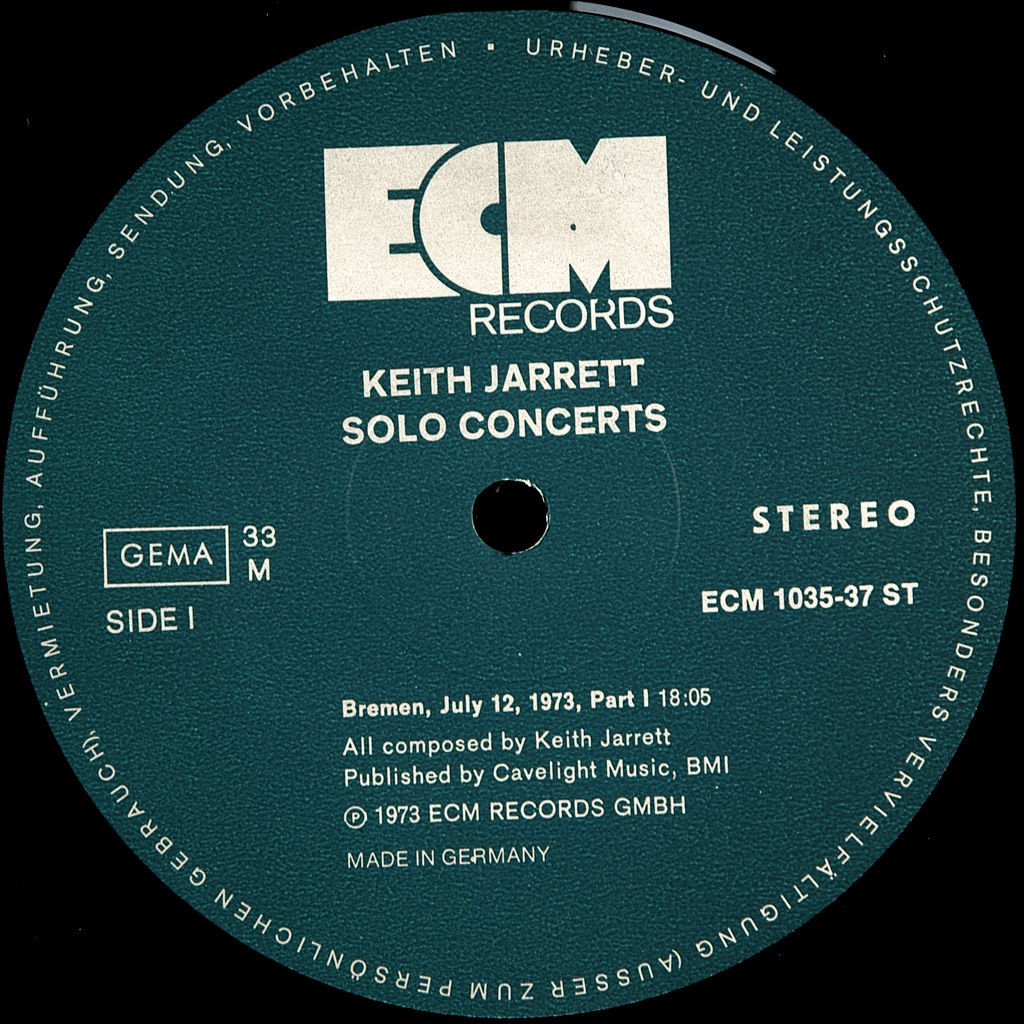 URHEBER- UND LEISTUNGSSCHUTZRECHTE, BESONDERS VERVIELFÄLTIGUNG (AUSSER ZUM PERSÖNLICHEN GEBRAUCH), VERMIETUNG, AUFFÜHRUNG, SENDUNG, VORBEHALTEN ▪
ECM
RECORDS
KEITH JARRETT
SOLO CONCERTS
GEMA
33
M
SIDE I
STEREO
ECM 1035-37 ST
Bremen, July 12, 1973, Part I 18:05
All composed by Keith Jarrett
Published by Cavelight Music, BMI
℗ 1973 ECM RECORDS GMBH
MADE IN GERMANY